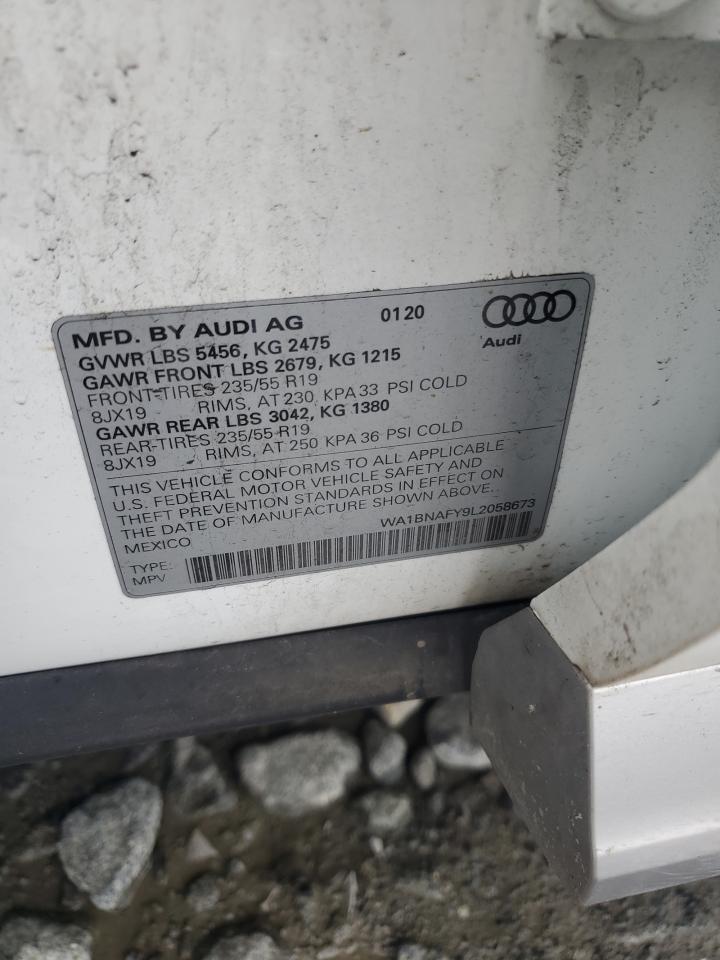 MFD. BY AUDI AG 0120
Audi
GVWR LBS 5456, KG 2475
GAWR FRONT LBS 2679, KG 1215
FRONT-TIRES 235/55 R19
8JX19 RIMS, AT 230 KPA 33 PSI COLD
GAWR REAR LBS 3042, KG 1380
REAR-TIRES 235/55 R19
8JX19 RIMS, AT 250 KPA 36 PSI COLD
THIS VEHICLE CONFORMS TO ALL APPLICABLE
U.S. FEDERAL MOTOR VEHICLE SAFETY AND
THEFT PREVENTION STANDARDS IN EFFECT ON
THE DATE OF MANUFACTURE SHOWN ABOVE.
MEXICO WA1BNAFY9L2058673
TYPE:
MPV